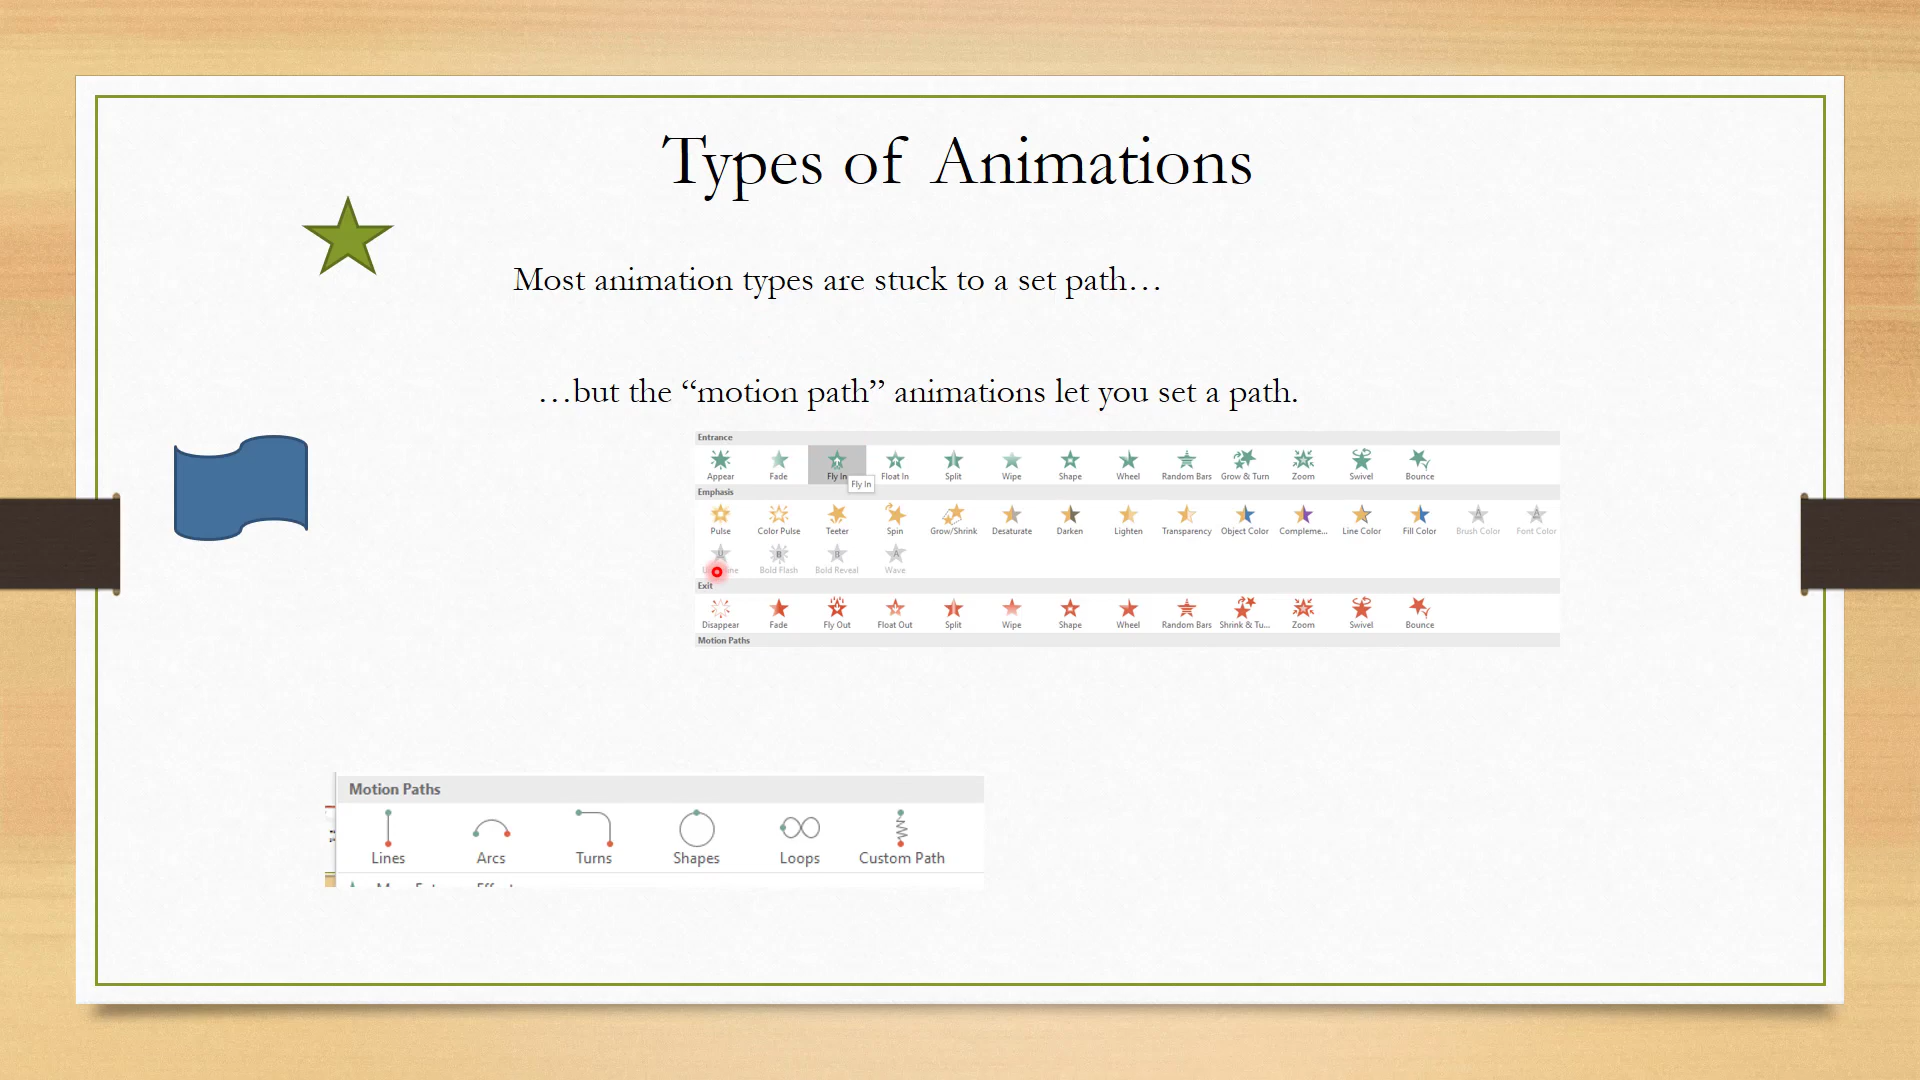 Types of Animations
Most animation types are stuck to a set path…
…but the “motion path” animations let you set a path.
Entrance
Appear Fade Fly In Float In Split Wipe Shape Wheel Random Bars Grow & Turn Zoom Swivel Bounce
Fly In
Emphasis
Pulse Color Pulse Teeter Spin Grow/Shrink Desaturate Darken Lighten Transparency Object Color Compleme... Line Color Fill Color Brush Color Font Color
Bold Flash Bold Reveal Wave
Exit
Disappear Fade Fly Out Float Out Split Wipe Shape Wheel Random Bars Shrink & Tu... Zoom Swivel Bounce
Motion Paths
Motion Paths
Lines Arcs Turns Shapes Loops Custom Path